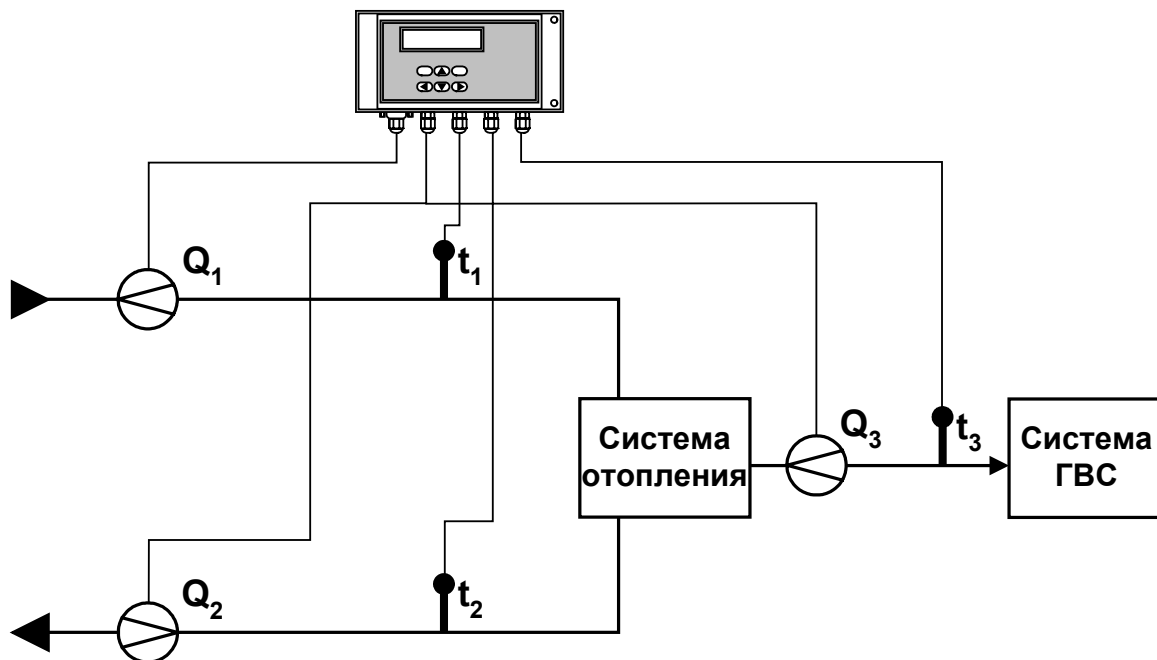 Q1
t1
Система
отопления
Q3
t3
Система
ГВС
Q2
t2